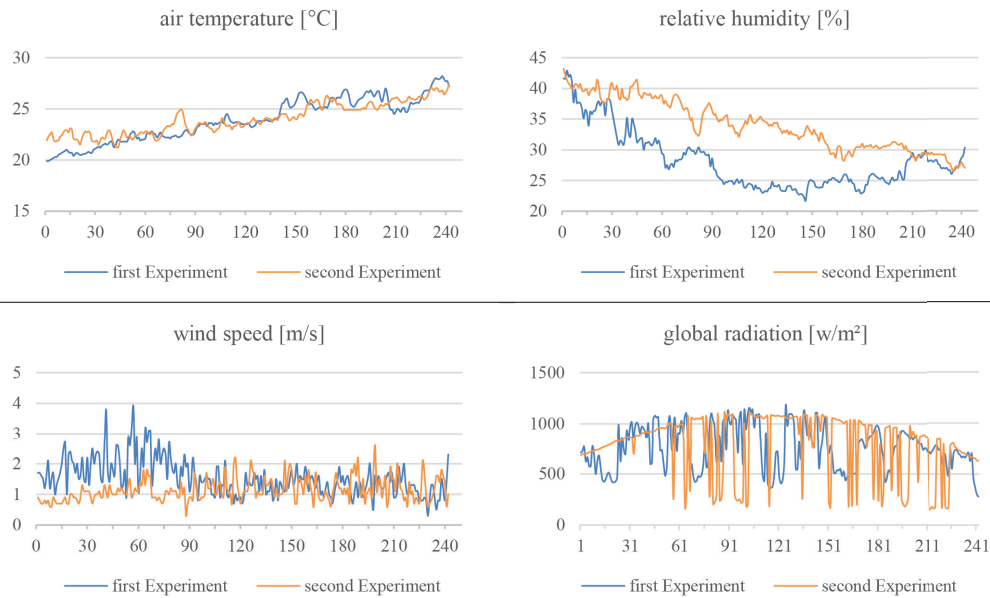 air temperature [°C]
30
25
20
15
0 30 60 90 120 150 180 210 240
first Experiment second Experiment
relative humidity [%]
45
40
35
30
25
20
0 30 60 90 120 150 180 210 240
first Experiment second Experiment
wind speed [m/s]
5
4
3
2
1
0
0 30 60 90 120 150 180 210 240
first Experiment second Experiment
global radiation [w/m²]
1500
1000
500
0
1 31 61 91 121 151 181 211 241
first Experiment second Experiment